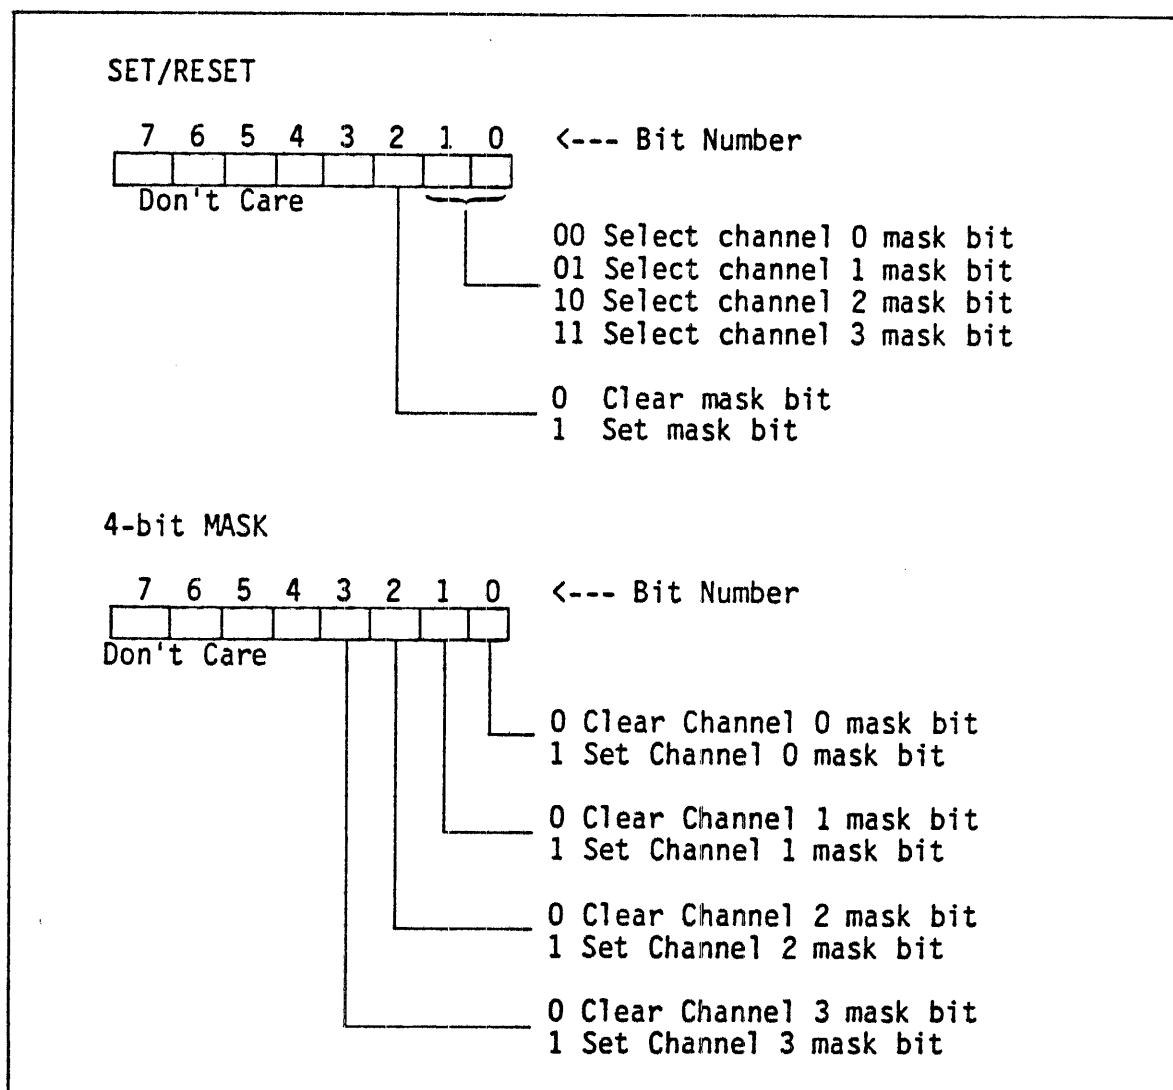 SET/RESET
7 6 5 4 3 2 1 0 <--- Bit Number
Don't Care
00 Select channel 0 mask bit
01 Select channel 1 mask bit
10 Select channel 2 mask bit
11 Select channel 3 mask bit
0 Clear mask bit
1 Set mask bit
4-bit MASK
7 6 5 4 3 2 1 0 <--- Bit Number
Don't Care
0 Clear Channel 0 mask bit
1 Set Channel 0 mask bit
0 Clear Channel 1 mask bit
1 Set Channel 1 mask bit
0 Clear Channel 2 mask bit
1 Set Channel 2 mask bit
0 Clear Channel 3 mask bit
1 Set Channel 3 mask bit